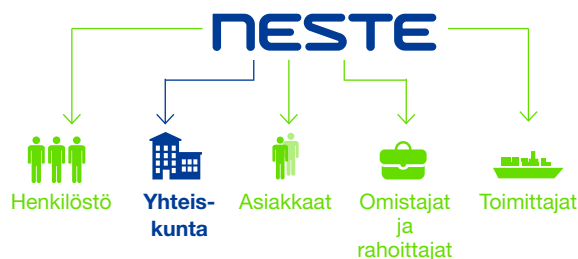 NESTE
Henkilöstö
Yhteis-
kunta
Asiakkaat
Omistajat
ja
rahoittajat
Toimittajat